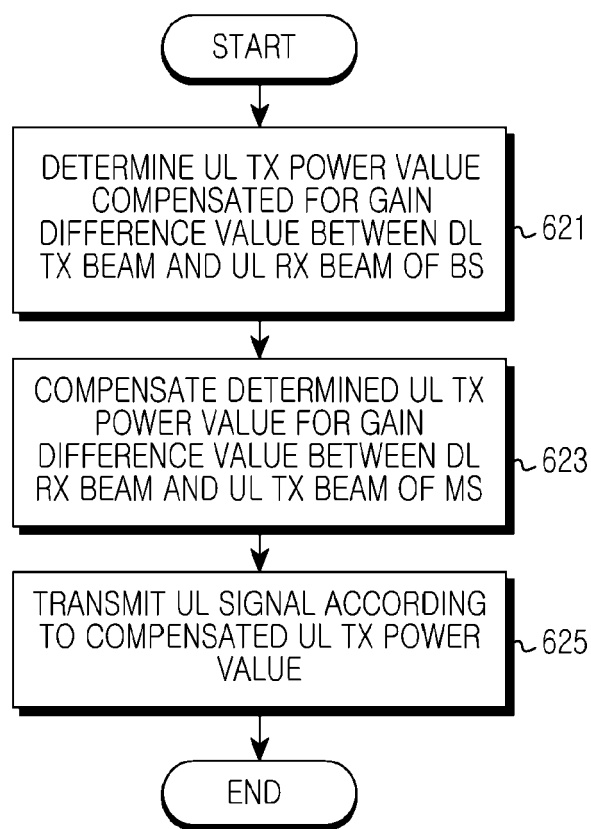 START
DETERMINE UL TX POWER VALUE
COMPENSATED FOR GAIN
DIFFERENCE VALUE BETWEEN DL
TX BEAM AND UL RX BEAM OF BS
621
COMPENSATE DETERMINED UL TX
POWER VALUE FOR GAIN
DIFFERENCE VALUE BETWEEN DL
RX BEAM AND UL TX BEAM OF MS
623
TRANSMIT UL SIGNAL ACCORDING
TO COMPENSATED UL TX POWER
VALUE
625
END